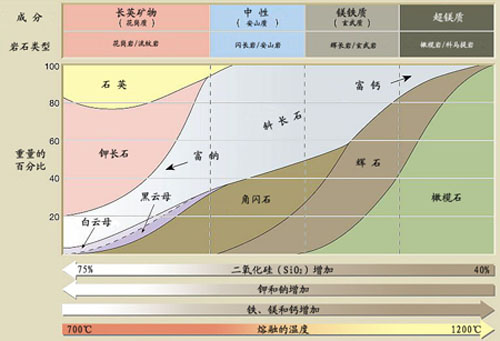 成 分
长英矿物
（花岗质）
中 性
（安山质）
镁铁质
（玄武质）
超镁质
岩石类型
花岗岩/流纹岩
闪长岩/安山岩
辉长岩/玄武岩
橄榄岩/科马提岩
100
80
60
40
20
重量的
百分比
石 英
钾长石
富 钠
斜 长 石
富 钙
白云母
黑云母
角闪石
辉 石
橄榄石
75%
二氧化硅（SiO₂）增加
40%
钾和钠增加
铁、镁和钙增加
700℃
熔融的温度
1200℃